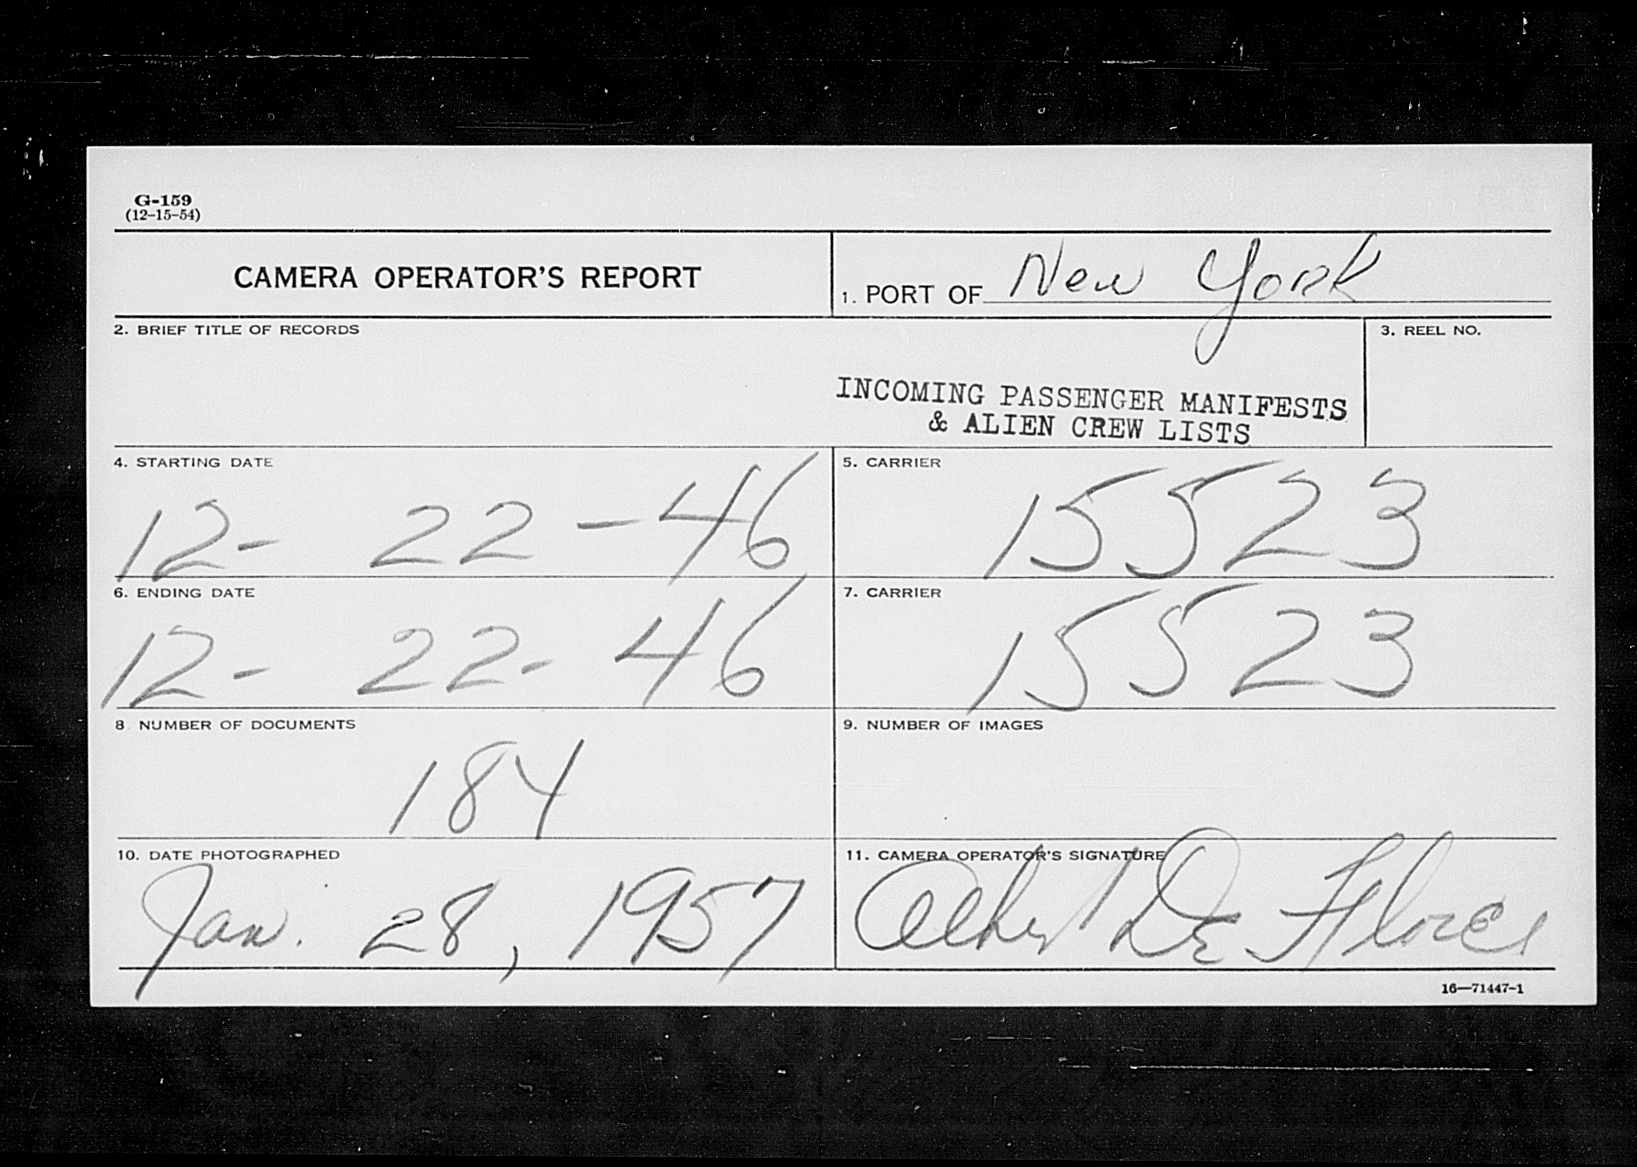 G-159
(12-15-54)
CAMERA OPERATOR'S REPORT
1. PORT OF New York
2. BRIEF TITLE OF RECORDS
3. REEL NO.
INCOMING PASSENGER MANIFESTS
& ALIEN CREW LISTS
4. STARTING DATE
5. CARRIER
12- 22-46
15523
6. ENDING DATE
7. CARRIER
12- 22- 46
15523
8 NUMBER OF DOCUMENTS
9. NUMBER OF IMAGES
184
10. DATE PHOTOGRAPHED
11. CAMERA OPERATOR'S SIGNATURE
Jan. 28, 1957
Albert De Flores
16—71447-1